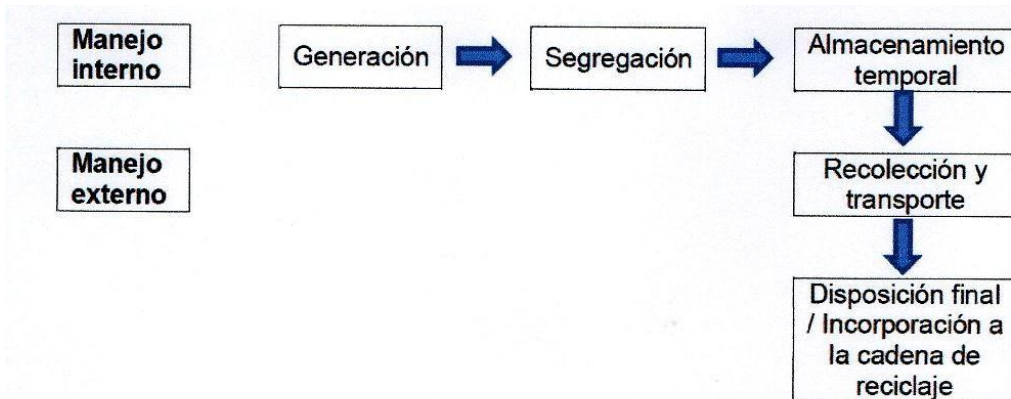 Manejo
interno
Generación
Segregación
Almacenamiento
temporal
Manejo
externo
Recolección y
transporte
Disposición final
/ Incorporación a
la cadena de
reciclaje